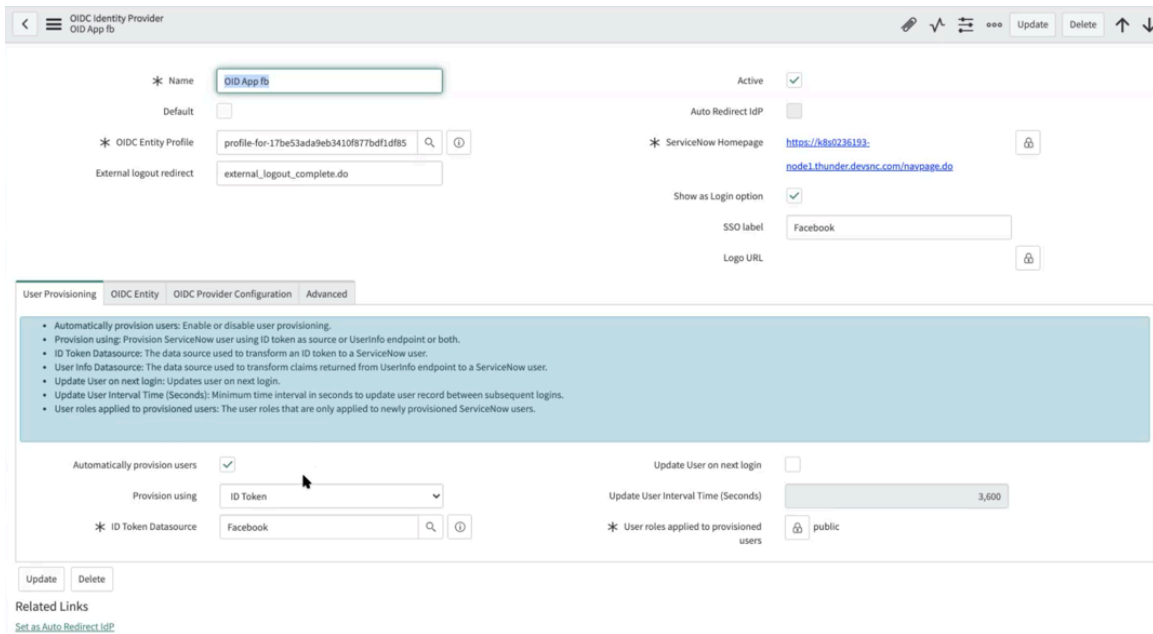 OIDC Identity Provider
OID App fb
Update
Delete
Name
OID App fb
Active
Default
Auto Redirect IdP
OIDC Entity Profile
profile-for-17be53ada9eb3410f877bdf1df85
ServiceNow Homepage
https://k8s0236193-
node1.thunder.devsnc.com/navpage.do
External logout redirect
external_logout_complete.do
Show as Login option
SSO label
Facebook
Logo URL
User Provisioning
OIDC Entity
OIDC Provider Configuration
Advanced
Automatically provision users: Enable or disable user provisioning.
Provision using: Provision ServiceNow user using ID token as source or UserInfo endpoint or both.
ID Token Datasource: The data source used to transform an ID token to a ServiceNow user.
User Info Datasource: The data source used to transform claims returned from UserInfo endpoint to a ServiceNow user.
Update User on next login: Updates user on next login.
Update User Interval Time (Seconds): Minimum time interval in seconds to update user record between subsequent logins.
User roles applied to provisioned users: The user roles that are only applied to newly provisioned ServiceNow users.
Automatically provision users
Update User on next login
Provision using
ID Token
Update User Interval Time (Seconds)
3,600
ID Token Datasource
Facebook
User roles applied to provisioned
users
public
Update
Delete
Related Links
Set as Auto Redirect IdP